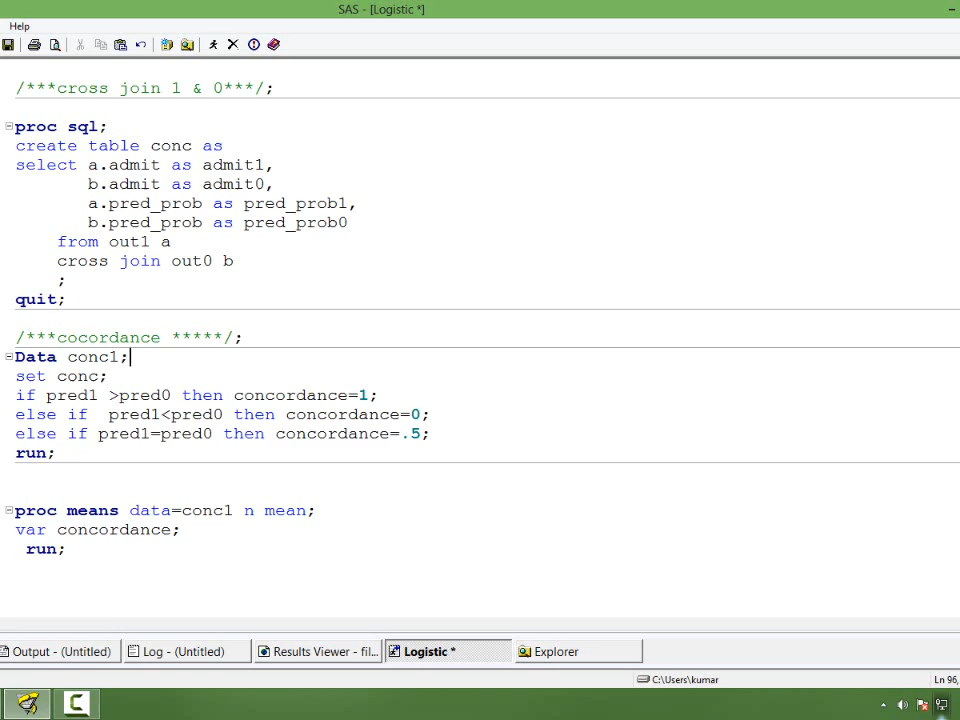 SAS - [Logistic *]
Help
/***cross join 1 & 0***/;
proc sql;
create table conc as
select a.admit as admit1,
b.admit as admit0,
a.pred_prob as pred_prob1,
b.pred_prob as pred_prob0
from out1 a
cross join out0 b
;
quit;
/***cocordance *****/;
Data conc1;
set conc;
if pred1 >pred0 then concordance=1;
else if  pred1<pred0 then concordance=0;
else if pred1=pred0 then concordance=.5;
run;
proc means data=conc1 n mean;
var concordance;
run;
Output - (Untitled) Log - (Untitled) Results Viewer - fil... Logistic * Explorer
C:\Users\kumar Ln 96,